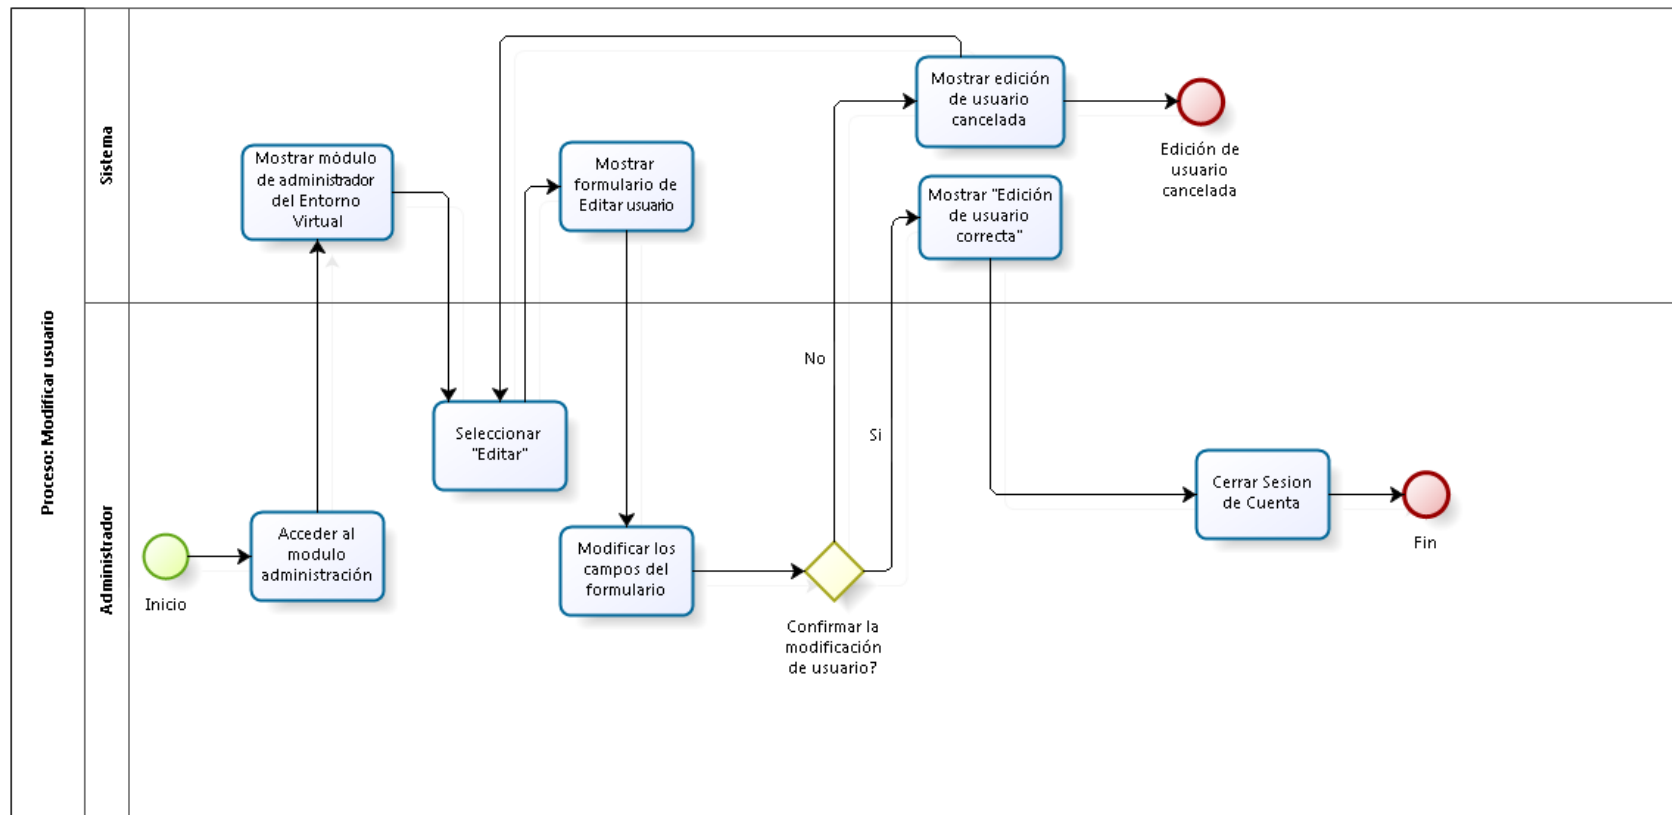 Proceso: Modificar usuario
Sistema
Administrador
Mostrar módulo
de administrador
del Entorno
Virtual
Mostrar
formulario de
Editar usuario
Mostrar edición
de usuario
cancelada
Edición de
usuario
cancelada
Mostrar "Edición
de usuario
correcta"
No
Si
Seleccionar
"Editar"
Inicio
Acceder al
modulo
administración
Modificar los
campos del
formulario
Confirmar la
modificación
de usuario?
Cerrar Sesion
de Cuenta
Fin